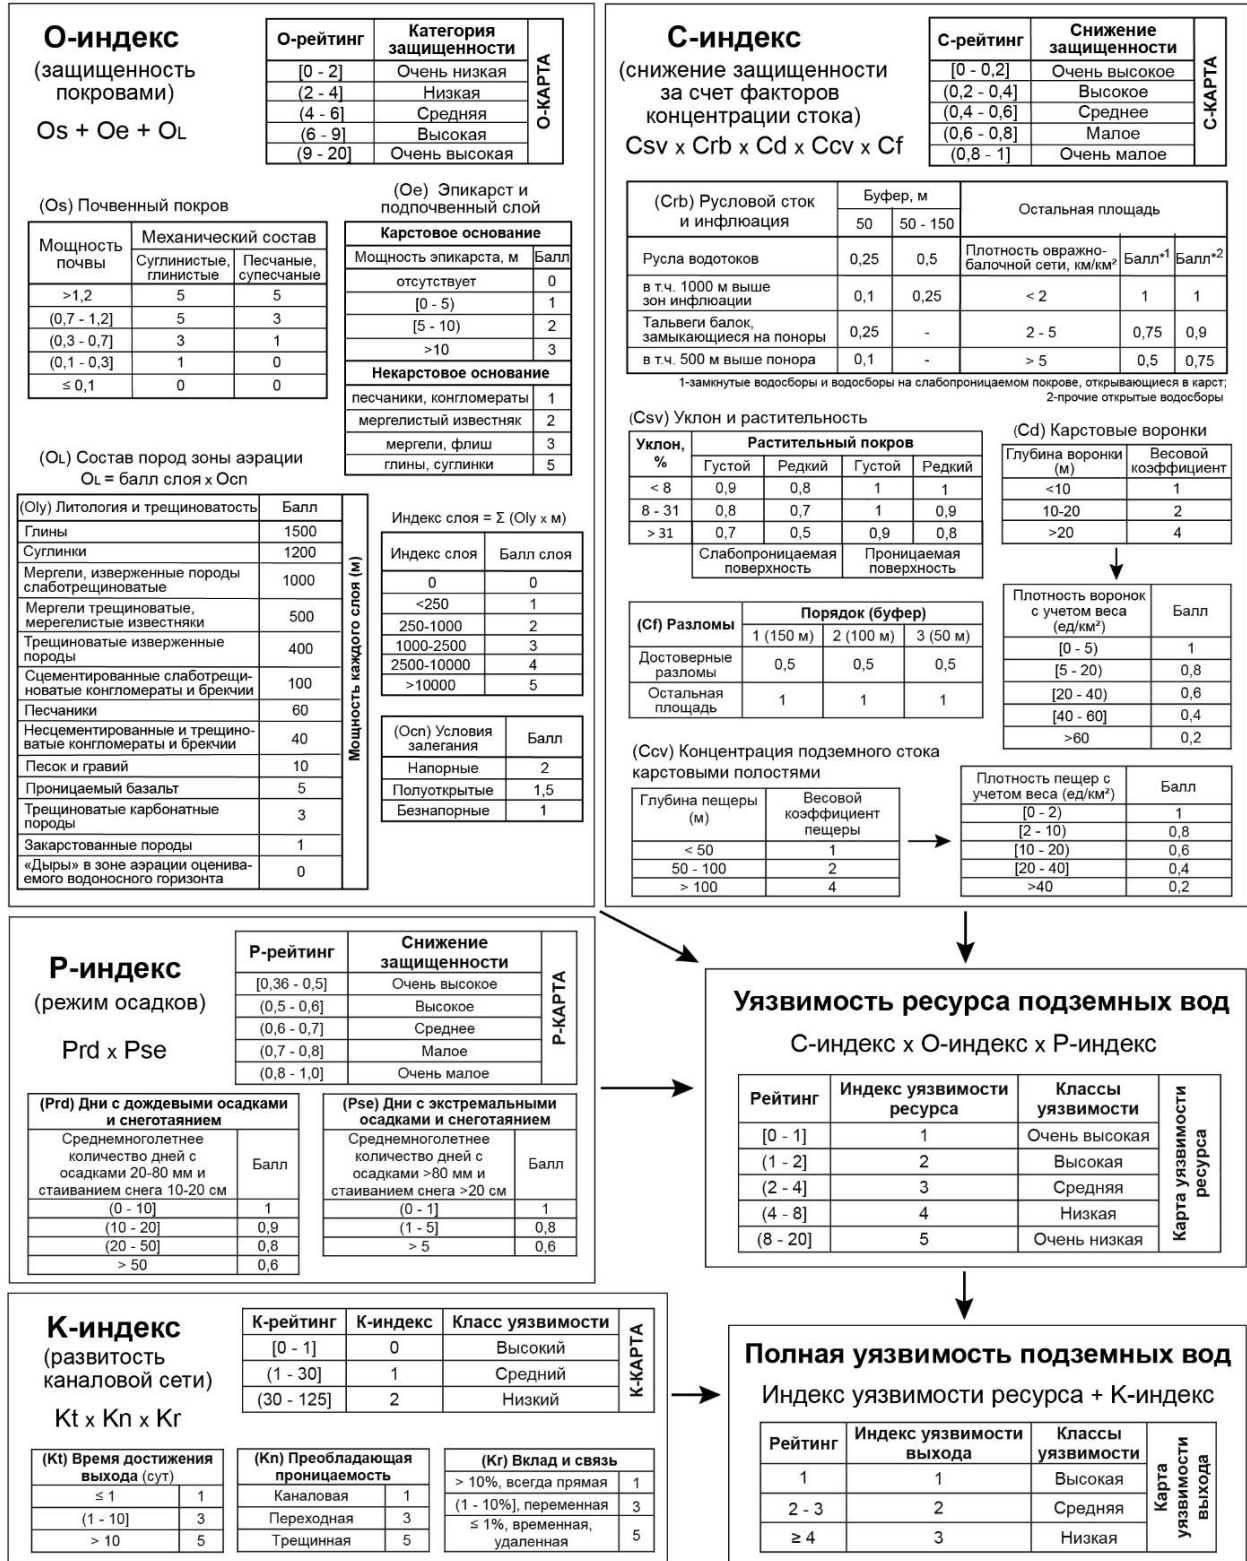 О-индекс
(защищенность
покровами)
Os + Oe + OL
О-рейтинг Категория защищенности
[0 - 2] Очень низкая
(2 - 4] Низкая
(4 - 6] Средняя
(6 - 9] Высокая
(9 - 20] Очень высокая
О-КАРТА
(Os) Почвенный покров
Мощность почвы Механический состав
Суглинистые, глинистые Песчаные, супесчаные
>1,2 5 5
(0,7 - 1,2] 5 3
(0,3 - 0,7] 3 1
(0,1 - 0,3] 1 0
≤ 0,1 0 0
(Oe) Эпикарст и
подпочвенный слой
Карстовое основание
Мощность эпикарста, м Балл
отсутствует 0
[0 - 5) 1
[5 - 10) 2
>10 3
Некарстовое основание
песчаники, конгломераты 1
мергелистый известняк 2
мергели, флиш 3
глины, суглинки 5
(OL) Состав пород зоны аэрации
OL = балл слоя x Ocn
(Oly) Литология и трещиноватость Балл
Глины 1500
Суглинки 1200
Мергели, изверженные породы
слаботрещиноватые 1000
Мергели трещиноватые,
мерегелистые известняки 500
Трещиноватые изверженные
породы 400
Сцементированные слаботрещи-
новатые конгломераты и брекчии 100
Песчаники 60
Несцементированные и трещино-
ватые конгломераты и брекчии 40
Песок и гравий 10
Проницаемый базальт 5
Трещиноватые карбонатные
породы 3
Закарстованные породы 1
«Дыры» в зоне аэрации оценива-
емого водоносного горизонта 0
Мощность каждого слоя (м)
Индекс слоя = Σ (Oly x м)
Индекс слоя Балл слоя
0 0
<250 1
250-1000 2
1000-2500 3
2500-10000 4
>10000 5
(Ocn) Условия
залегания Балл
Напорные 2
Полуоткрытые 1,5
Безнапорные 1
С-индекс
(снижение защищенности
за счет факторов
концентрации стока)
Csv x Crb x Cd x Ccv x Cf
С-рейтинг Снижение защищенности
[0 - 0,2] Очень высокое
(0,2 - 0,4] Высокое
(0,4 - 0,6] Среднее
(0,6 - 0,8] Малое
(0,8 - 1] Очень малое
С-КАРТА
(Crb) Русловой сток
и инфлюация Буфер, м Остальная площадь
50 50 - 150
Русла водотоков 0,25 0,5 Плотность овражно-балочной сети, км/км² Балл*1 Балл*2
в т.ч. 1000 м выше
зон инфлюации 0,1 0,25 < 2 1 1
Тальвеги балок,
замыкающиеся на поноры 0,25 - 2 - 5 0,75 0,9
в т.ч. 500 м выше понора 0,1 - > 5 0,5 0,75
1-замкнутые водосборы и водосборы на слабопроницаемом покрове, открывающиеся в карст;
2-прочие открытые водосборы
(Csv) Уклон и растительность
Уклон, % Растительный покров
Густой Редкий Густой Редкий
< 8 0,9 0,8 1 1
8 - 31 0,8 0,7 1 0,9
> 31 0,7 0,5 0,9 0,8
Слабопроницаемая поверхность Проницаемая поверхность
(Cd) Карстовые воронки
Глубина воронки (м) Весовой коэффициент
<10 1
10-20 2
>20 4
Плотность воронок
с учетом веса
(ед/км²) Балл
[0 - 5) 1
[5 - 20) 0,8
[20 - 40) 0,6
[40 - 60] 0,4
>60 0,2
(Cf) Разломы Порядок (буфер)
1 (150 м) 2 (100 м) 3 (50 м)
Достоверные
разломы 0,5 0,5 0,5
Остальная
площадь 1 1 1
(Ccv) Концентрация подземного стока
карстовыми полостями
Глубина пещеры (м) Весовой коэффициент пещеры
< 50 1
50 - 100 2
> 100 4
Плотность пещер с
учетом веса (ед/км²) Балл
[0 - 2) 1
[2 - 10) 0,8
[10 - 20) 0,6
[20 - 40] 0,4
>40 0,2
Р-индекс
(режим осадков)
Prd x Pse
Р-рейтинг Снижение защищенности
[0,36 - 0,5] Очень высокое
(0,5 - 0,6] Высокое
(0,6 - 0,7] Среднее
(0,7 - 0,8] Малое
(0,8 - 1,0] Очень малое
Р-КАРТА
(Prd) Дни с дождевыми осадками
и снеготаянием
Среднемноголетнее
количество дней с
осадками 20-80 мм и
стаиванием снега 10-20 см Балл
(0 - 10] 1
(10 - 20] 0,9
(20 - 50] 0,8
> 50 0,6
(Pse) Дни с экстремальными
осадками и снеготаянием
Среднемноголетнее
количество дней с
осадками >80 мм и
стаиванием снега >20 см Балл
(0 - 1] 1
(1 - 5] 0,8
> 5 0,6
Уязвимость ресурса подземных вод
С-индекс x О-индекс x Р-индекс
Рейтинг Индекс уязвимости ресурса Классы уязвимости
[0 - 1] 1 Очень высокая
(1 - 2] 2 Высокая
(2 - 4] 3 Средняя
(4 - 8] 4 Низкая
(8 - 20] 5 Очень низкая
Карта уязвимости ресурса
К-индекс
(развитость
каналовой сети)
Kt x Kn x Kr
К-рейтинг К-индекс Класс уязвимости
[0 - 1] 0 Высокий
(1 - 30] 1 Средний
(30 - 125] 2 Низкий
К-КАРТА
(Kt) Время достижения
выхода (сут)
≤ 1 1
(1 - 10] 3
> 10 5
(Kn) Преобладающая
проницаемость
Каналовая 1
Переходная 3
Трещинная 5
(Kr) Вклад и связь
> 10%, всегда прямая 1
(1 - 10%], переменная 3
≤ 1%, временная,
удаленная 5
Полная уязвимость подземных вод
Индекс уязвимости ресурса + К-индекс
Рейтинг Индекс уязвимости выхода Классы уязвимости
1 1 Высокая
2 - 3 2 Средняя
≥ 4 3 Низкая
Карта уязвимости выхода